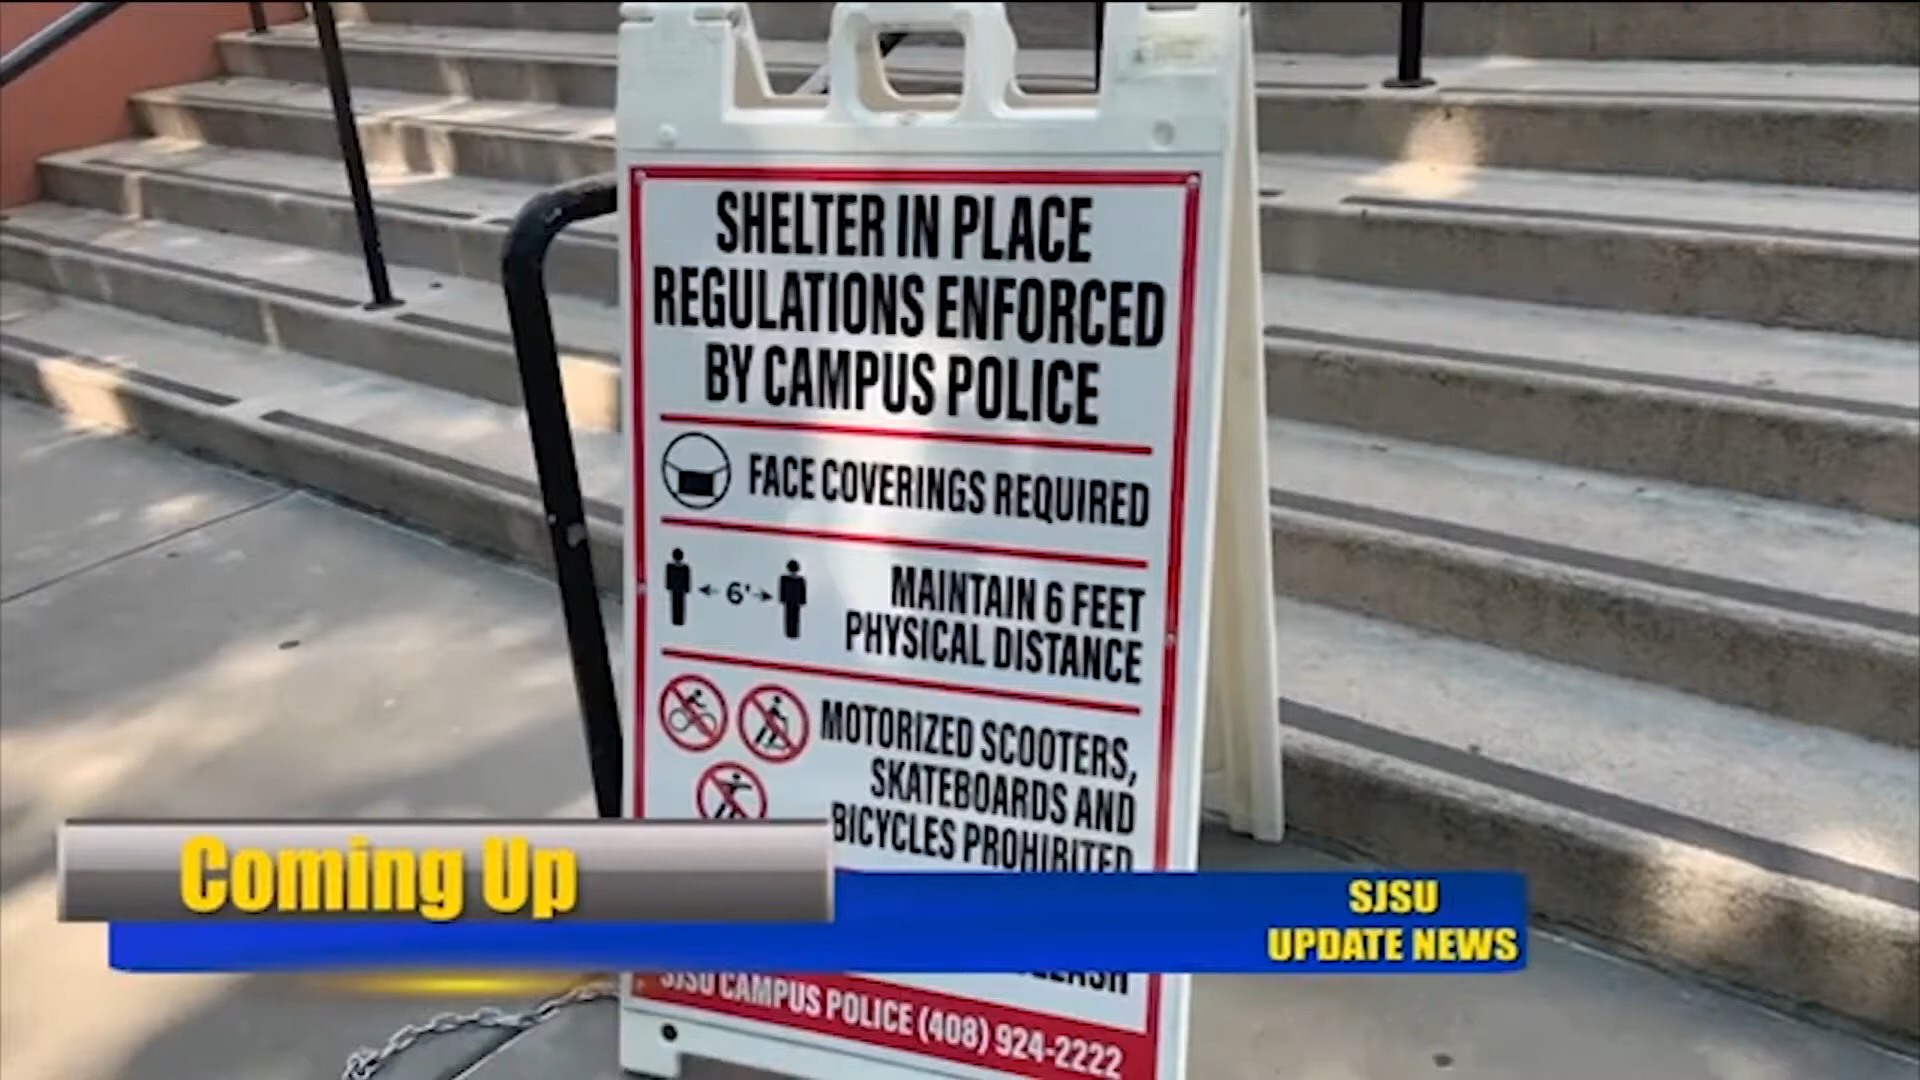 SHELTER IN PLACE
REGULATIONS ENFORCED
BY CAMPUS POLICE
FACE COVERINGS REQUIRED
6'
MAINTAIN 6 FEET
PHYSICAL DISTANCE
MOTORIZED SCOOTERS,
SKATEBOARDS AND
BICYCLES PROHIBITED
SJSU CAMPUS POLICE (408) 924-2222
Coming Up
SJSU
UPDATE NEWS